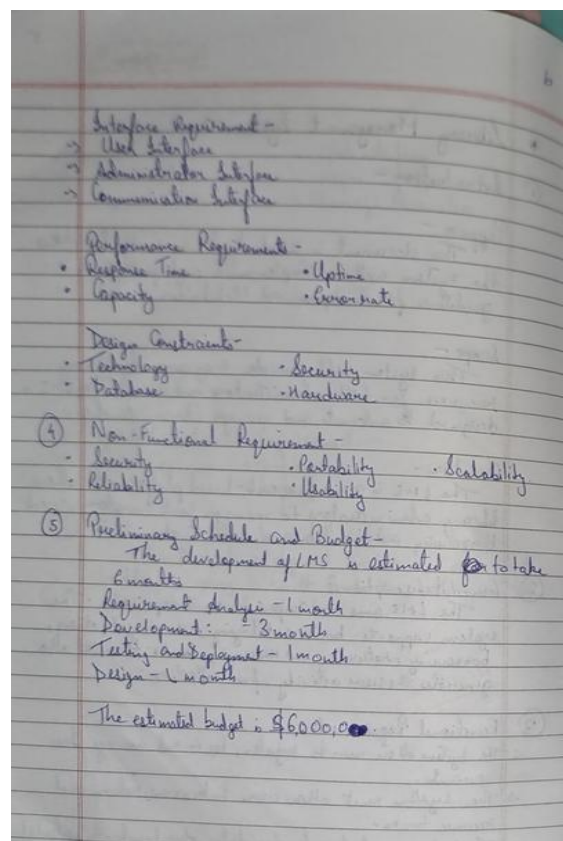 6
Interface Requirement -
→ User Interface
→ Administrator Interface
→ Communication Interface
Performance Requirements -
• Response Time • Uptime
• Capacity • Error rate
Design Constraints -
• Technology • Security
• Database • Hardware
④ Non-Functional Requirement -
• Security • Portability • Scalability
• Reliability • Usability
⑤ Preliminary Schedule and Budget -
The development of LMS is estimated to take
6 months
Requirement Analysis - 1 month
Development: - 3 month
Testing and Deployment - 1 month
Design - 1 month
The estimated budget is